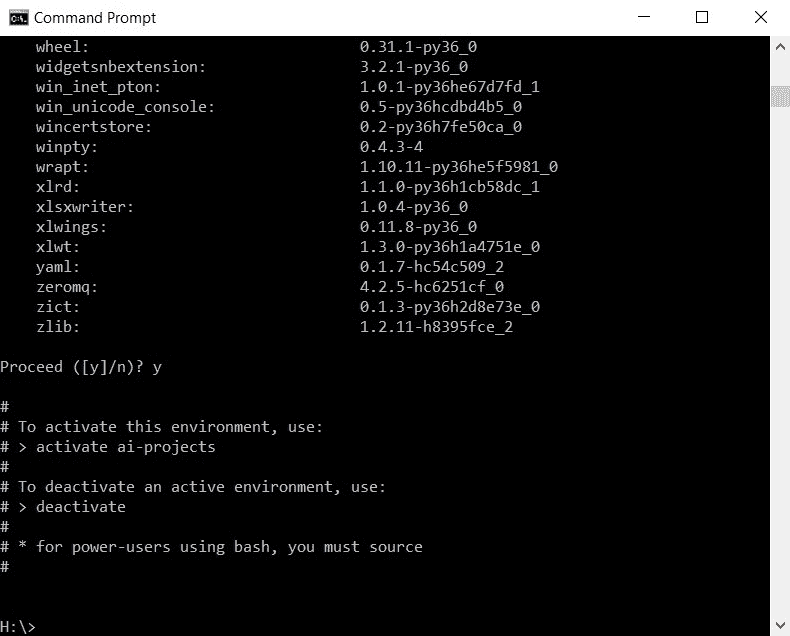 Command Prompt
wheel: 0.31.1-py36_0
widgetsnbextension: 3.2.1-py36_0
win_inet_pton: 1.0.1-py36he67d7fd_1
win_unicode_console: 0.5-py36hcdbd4b5_0
wincertstore: 0.2-py36h7fe50ca_0
winpty: 0.4.3-4
wrapt: 1.10.11-py36he5f5981_0
xlrd: 1.1.0-py36h1cb58dc_1
xlsxwriter: 1.0.4-py36_0
xlwings: 0.11.8-py36_0
xlwt: 1.3.0-py36h1a4751e_0
yaml: 0.1.7-hc54c509_2
zeromq: 4.2.5-hc6251cf_0
zict: 0.1.3-py36h2d8e73e_0
zlib: 1.2.11-h8395fce_2
Proceed ([y]/n)? y
#
# To activate this environment, use:
# > activate ai-projects
#
# To deactivate an active environment, use:
# > deactivate
#
# * for power-users using bash, you must source
#
H:\>